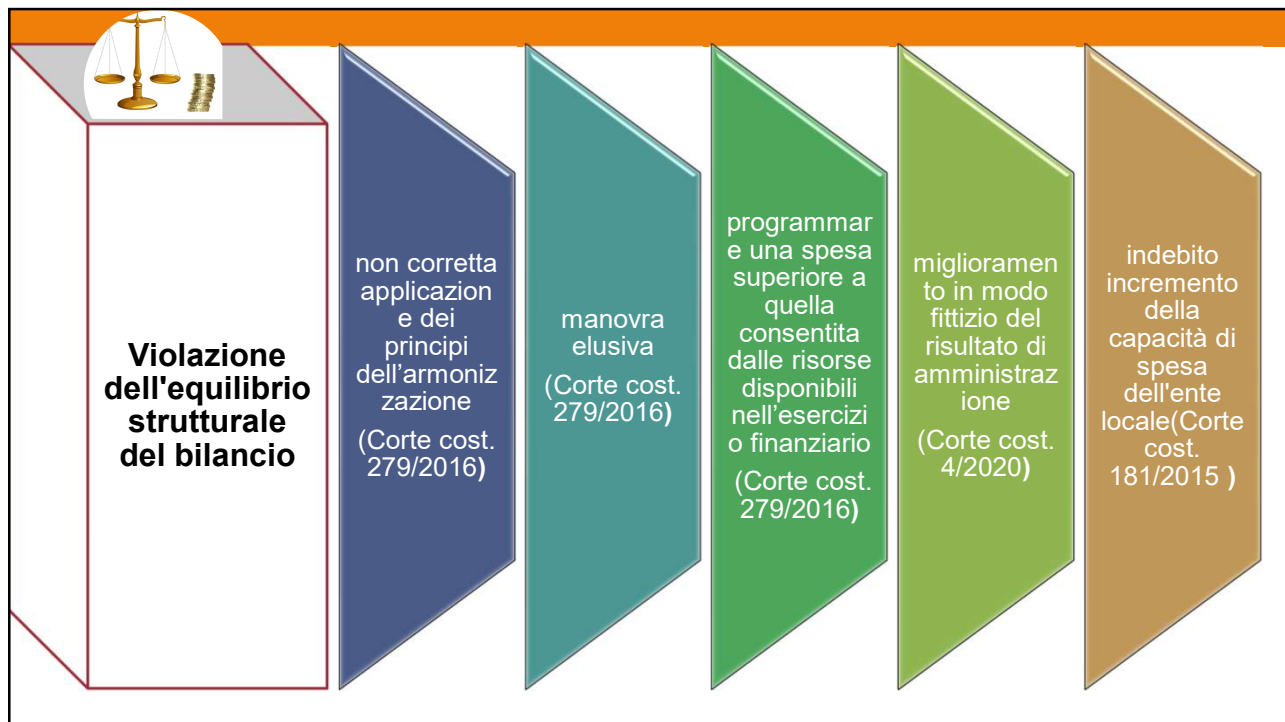 Violazione
dell'equilibrio
strutturale
del bilancio
non corretta
applicazion
e dei
principi
dell’armoniz
zazione
(Corte cost.
279/2016)
manovra
elusiva
(Corte cost.
279/2016)
programmar
e una spesa
superiore a
quella
consentita
dalle risorse
disponibili
nell’esercizi
o finanziario
(Corte cost.
279/2016)
miglioramen
to in modo
fittizio del
risultato di
amministraz
ione
(Corte cost.
4/2020)
indebito
incremento
della
capacità di
spesa
dell'ente
locale(Corte
cost.
181/2015 )